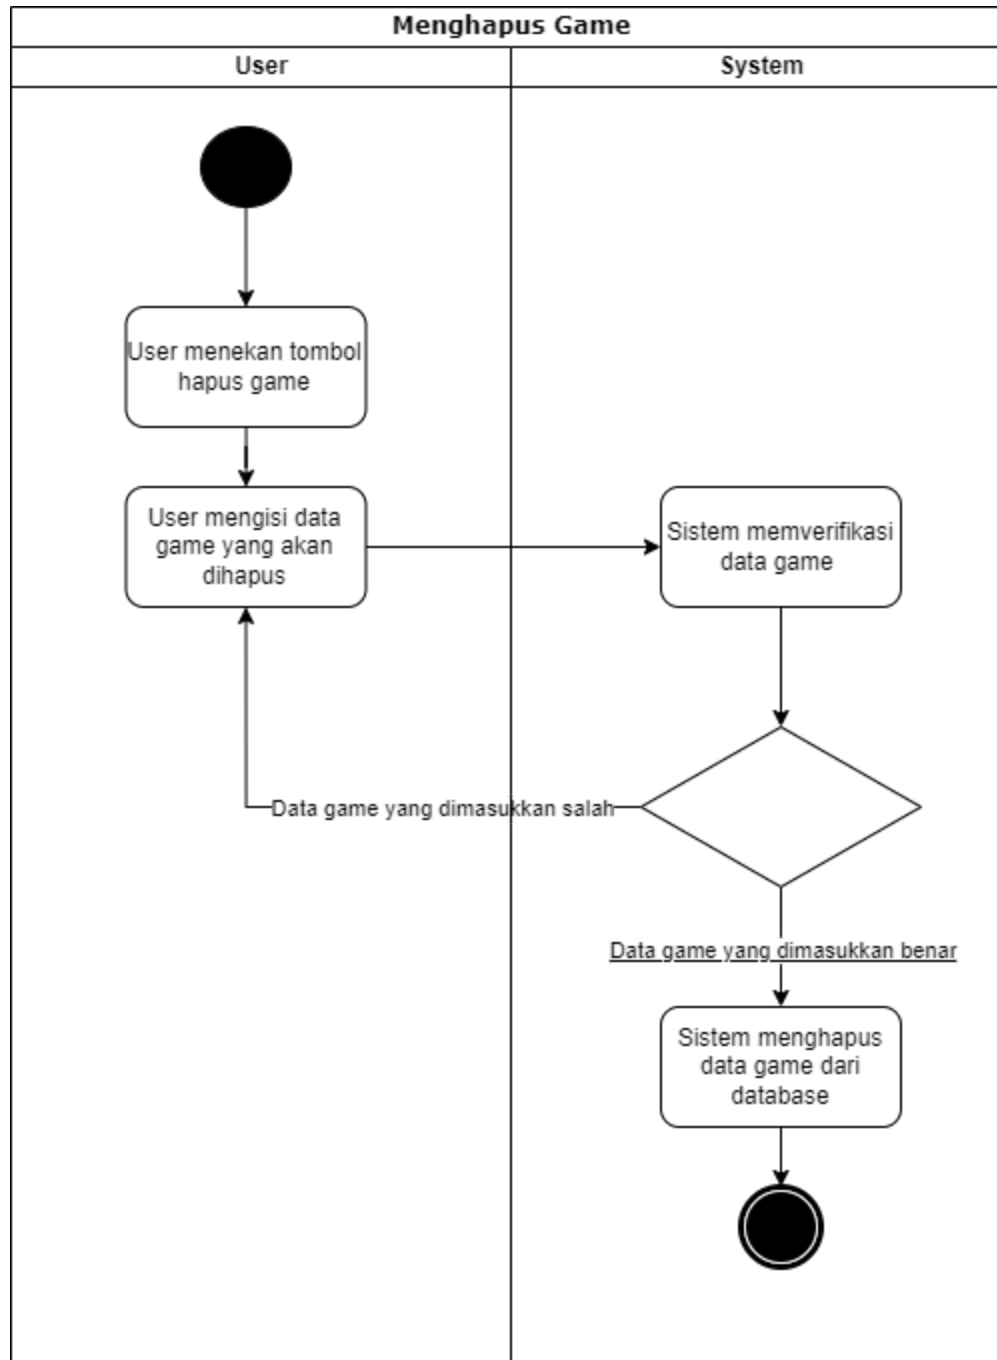 Menghapus Game
User
System
User menekan tombol
hapus game
User mengisi data
game yang akan
dihapus
Sistem memverifikasi
data game
Data game yang dimasukkan salah
Data game yang dimasukkan benar
Sistem menghapus
data game dari
database